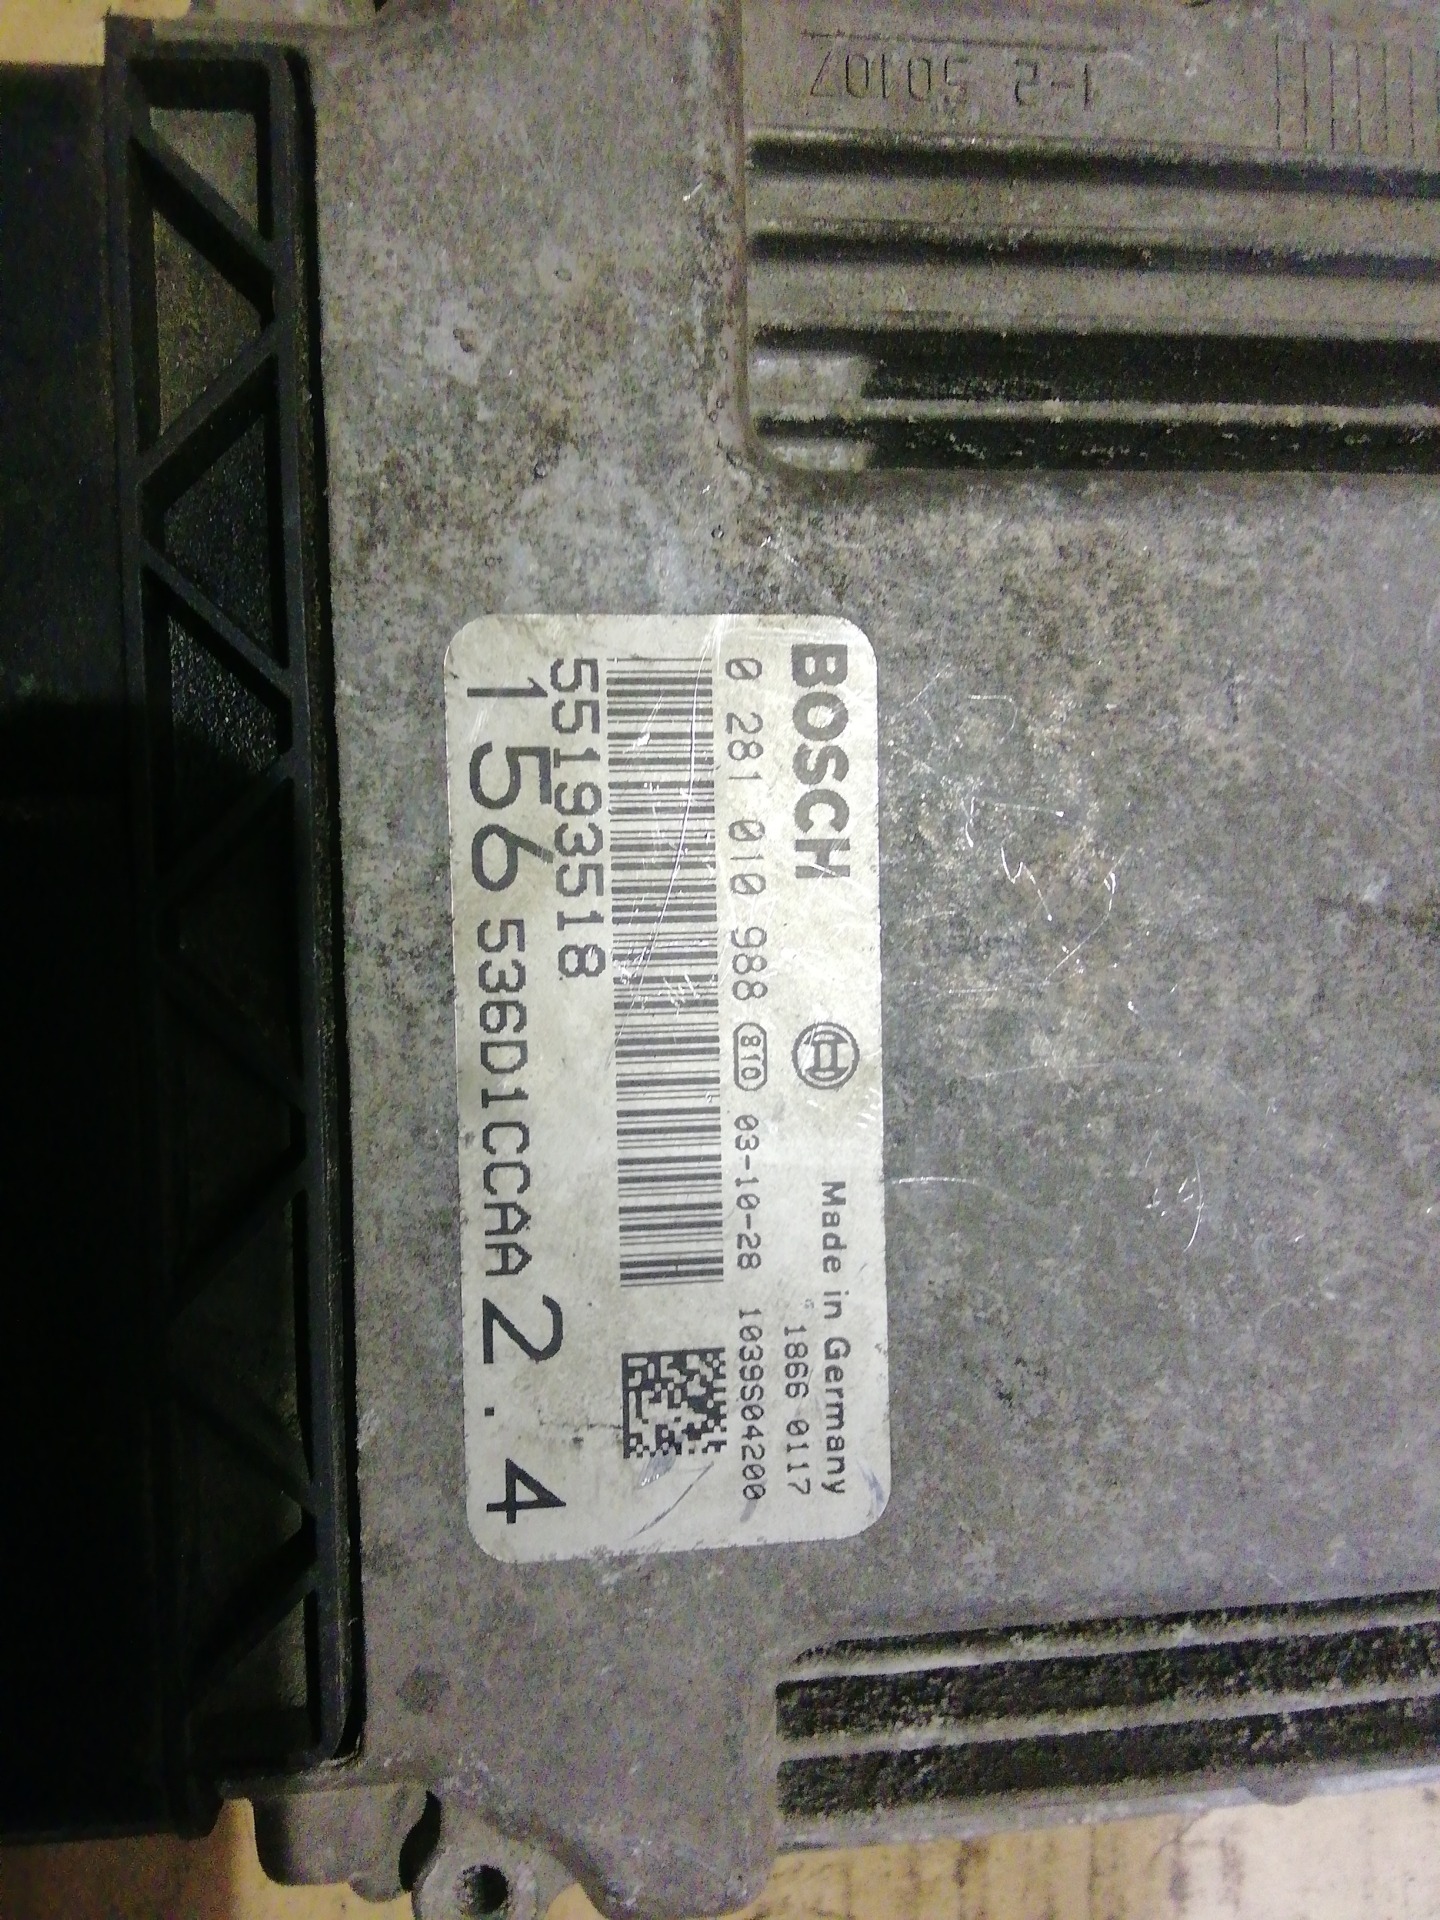 1-2 50107
BOSCH
Made in Germany
1866 0117
0 281 010 988 810 03-10-28 1039S04200
55193518
156 536D1CCAA 2.4